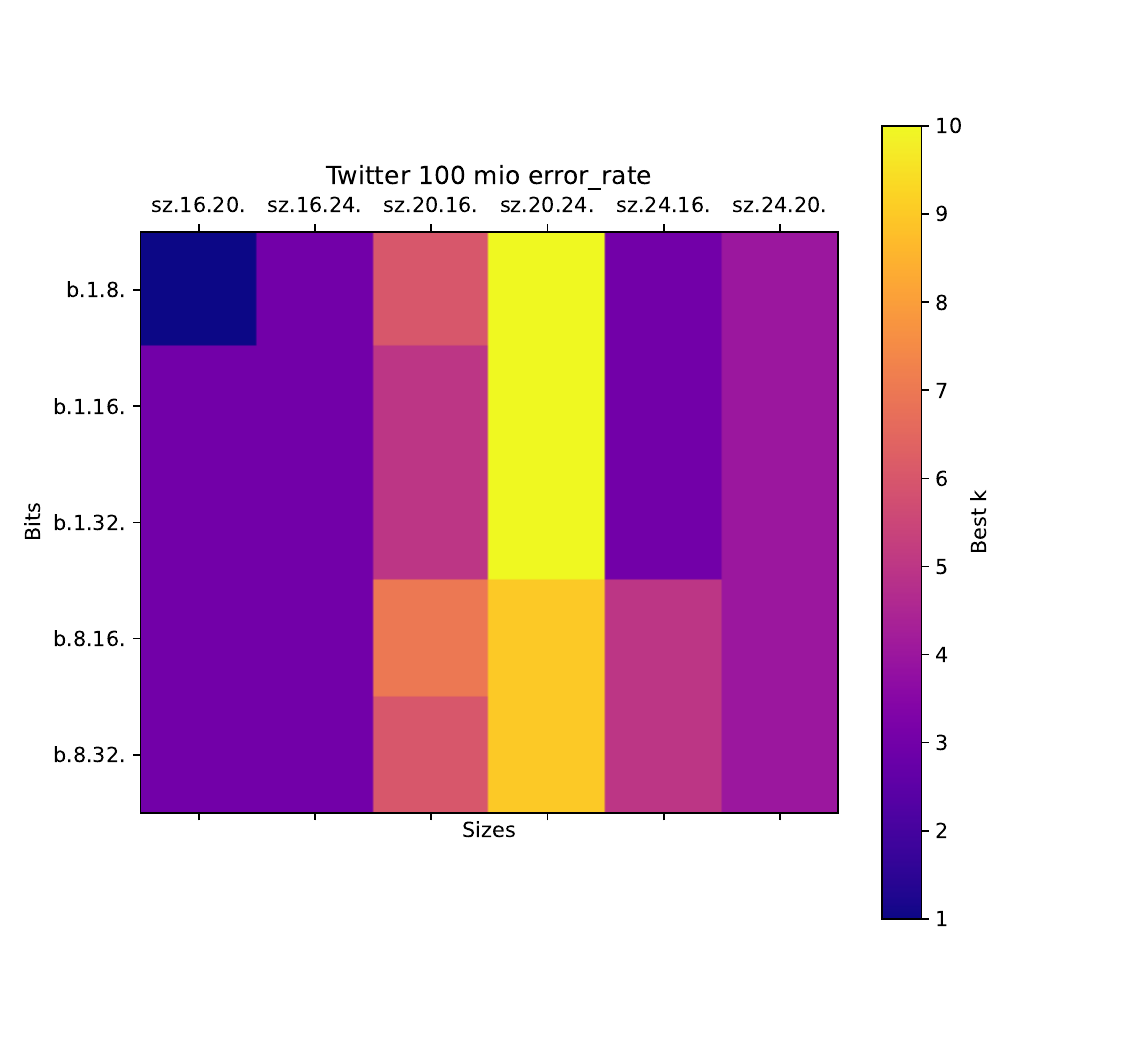 Twitter 100 mio error_rate
sz.16.20. sz.16.24. sz.20.16. sz.20.24. sz.24.16. sz.24.20.
b.1.8.
b.1.16.
b.1.32.
b.8.16.
b.8.32.
Bits
Sizes
10
9
8
7
6
5
4
3
2
1
Best k